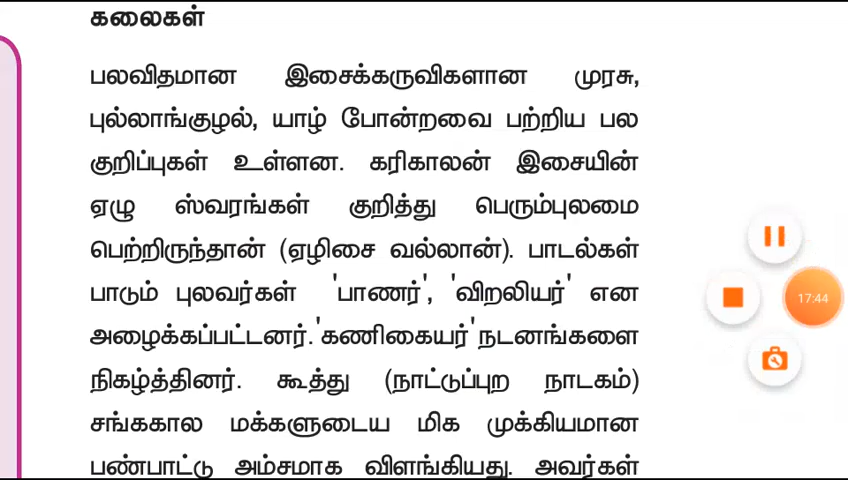 கலைகள்
பலவிதமான இசைக்கருவிகளான முரசு,
புல்லாங்குழல், யாழ் போன்றவை பற்றிய பல
குறிப்புகள் உள்ளன. கரிகாலன் இசையின்
ஏழு ஸ்வரங்கள் குறித்து பெரும்புலமை
பெற்றிருந்தான் (ஏழிசை வல்லான்). பாடல்கள்
பாடும் புலவர்கள் 'பாணர்', 'விறலியர்' என
அழைக்கப்பட்டனர்.'கணிகையர்'நடனங்களை
நிகழ்த்தினர். கூத்து (நாட்டுப்புற நாடகம்)
சங்ககால மக்களுடைய மிக முக்கியமான
பண்பாட்டு அம்சமாக விளங்கியது. அவர்கள்
17:44